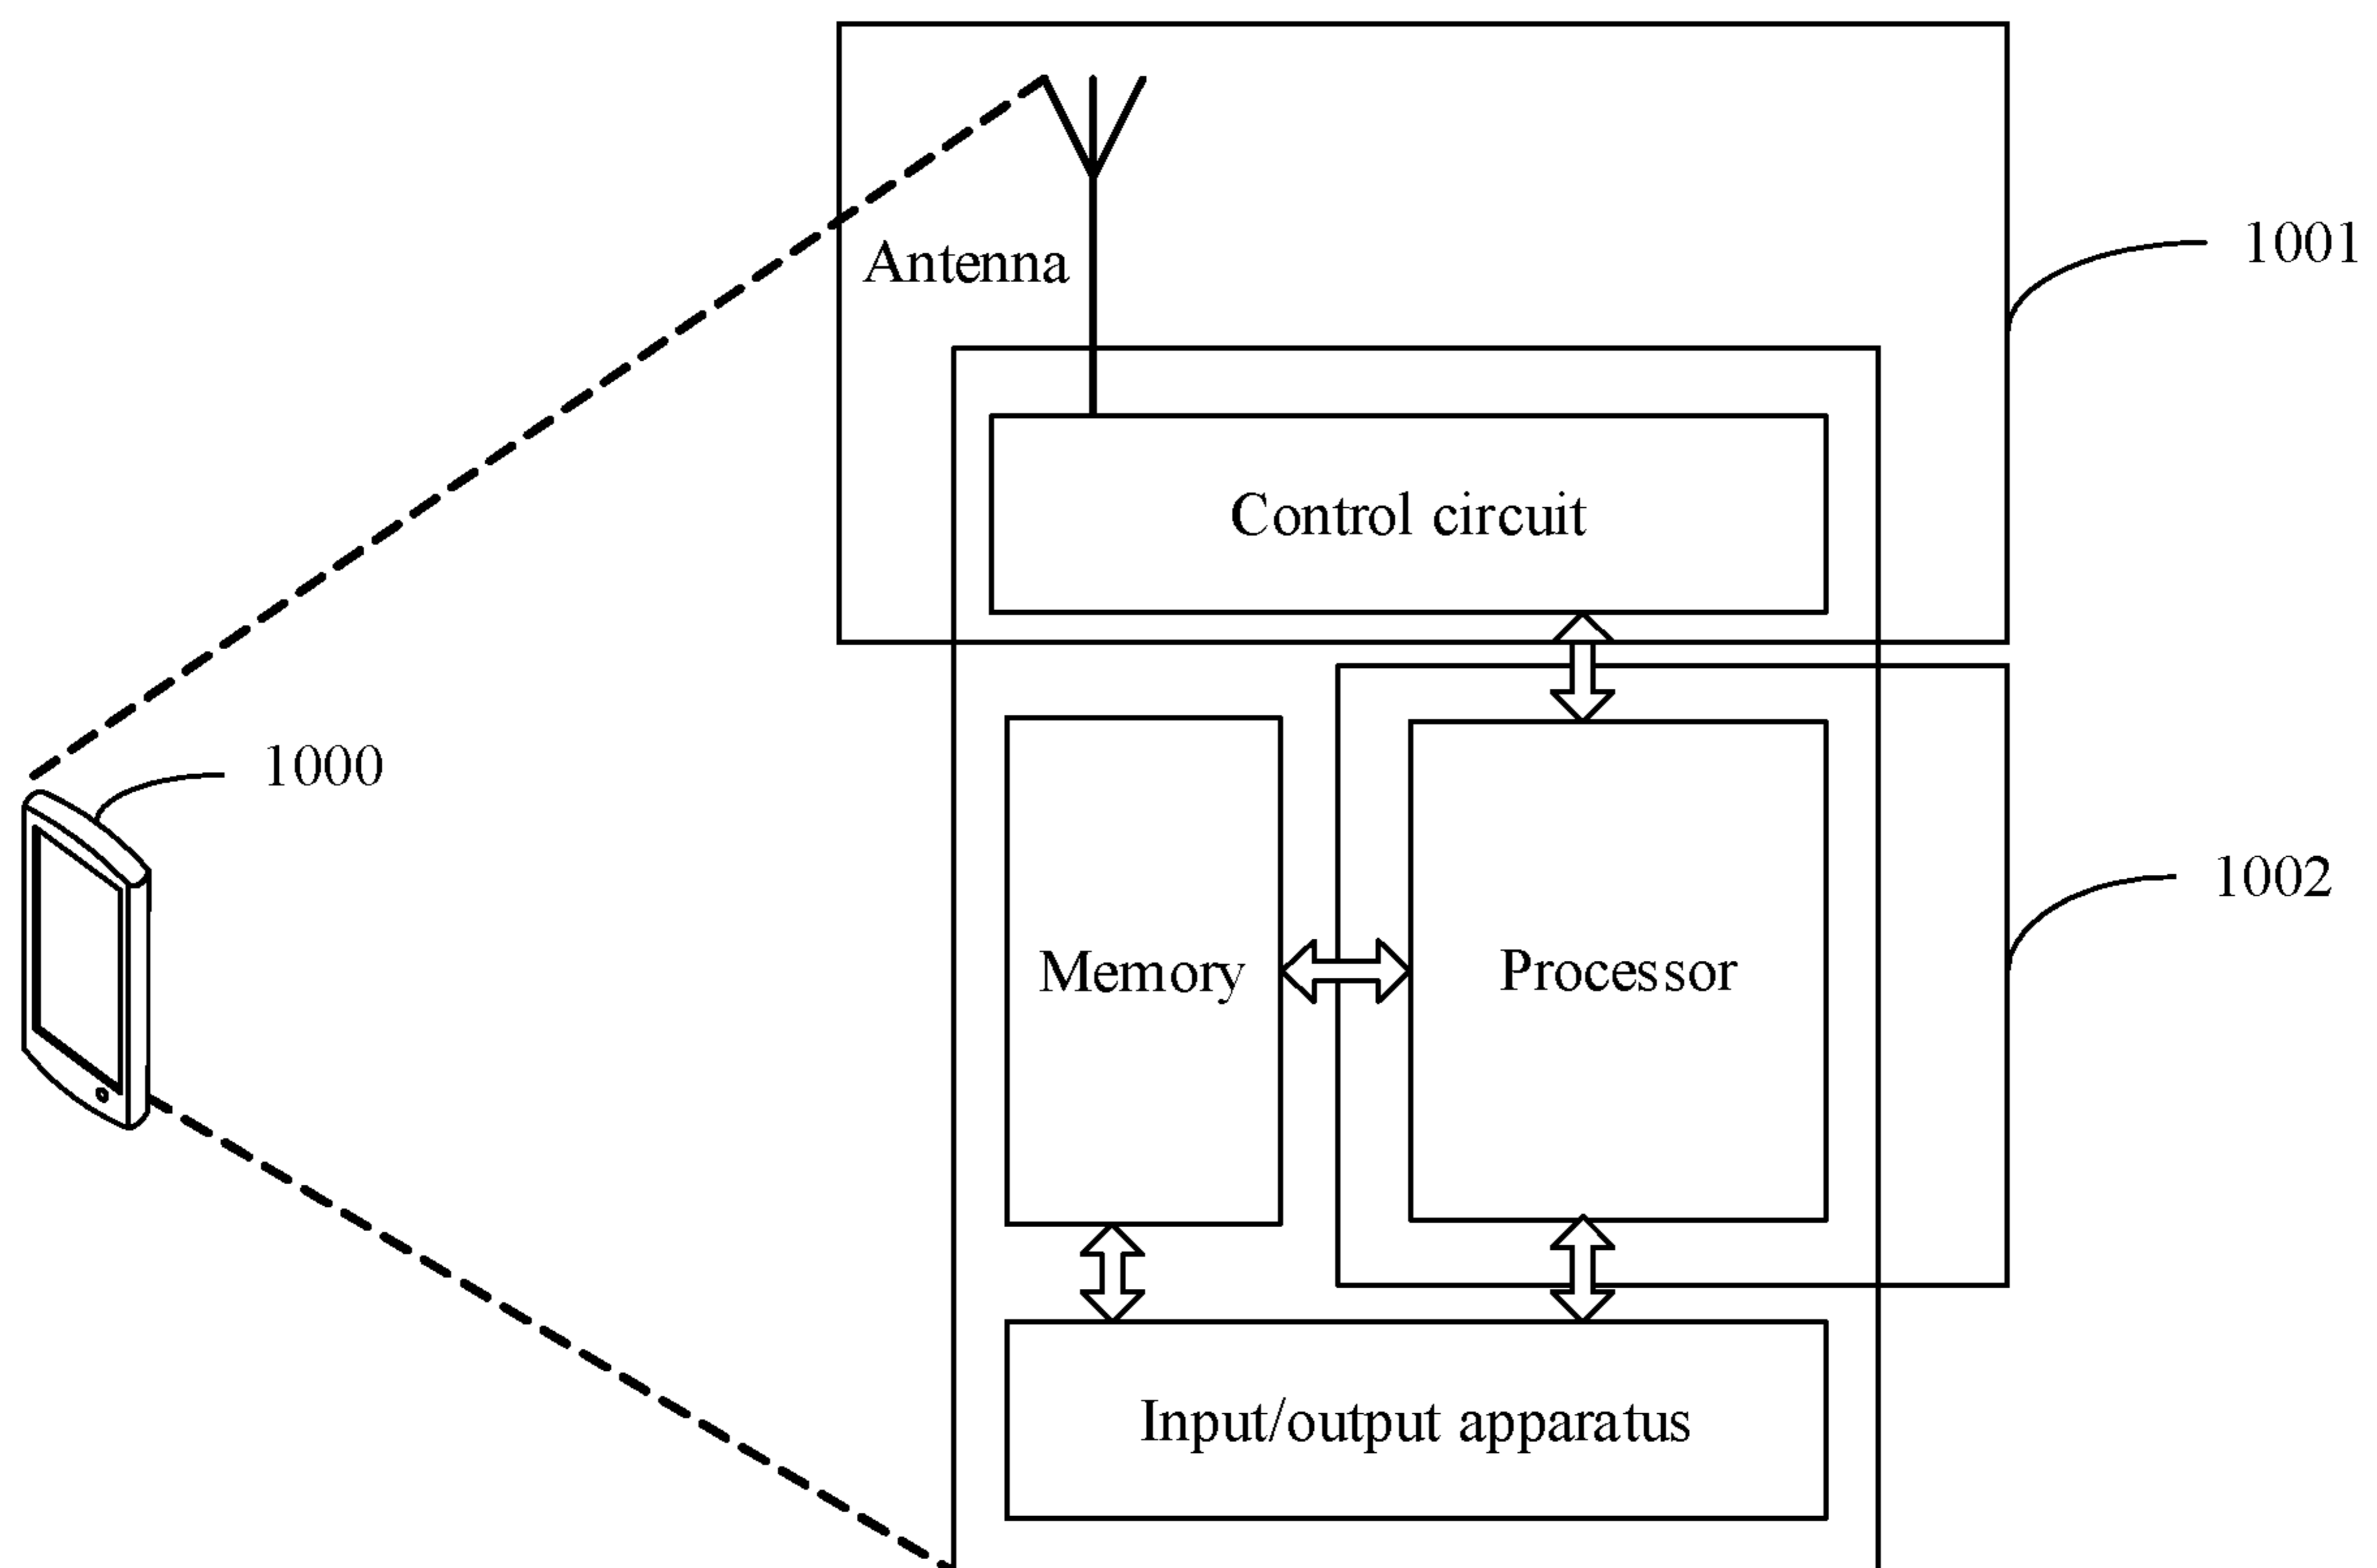 1001
Antenna
Control circuit
1000
1002
Memory
Processor
Input/output apparatus